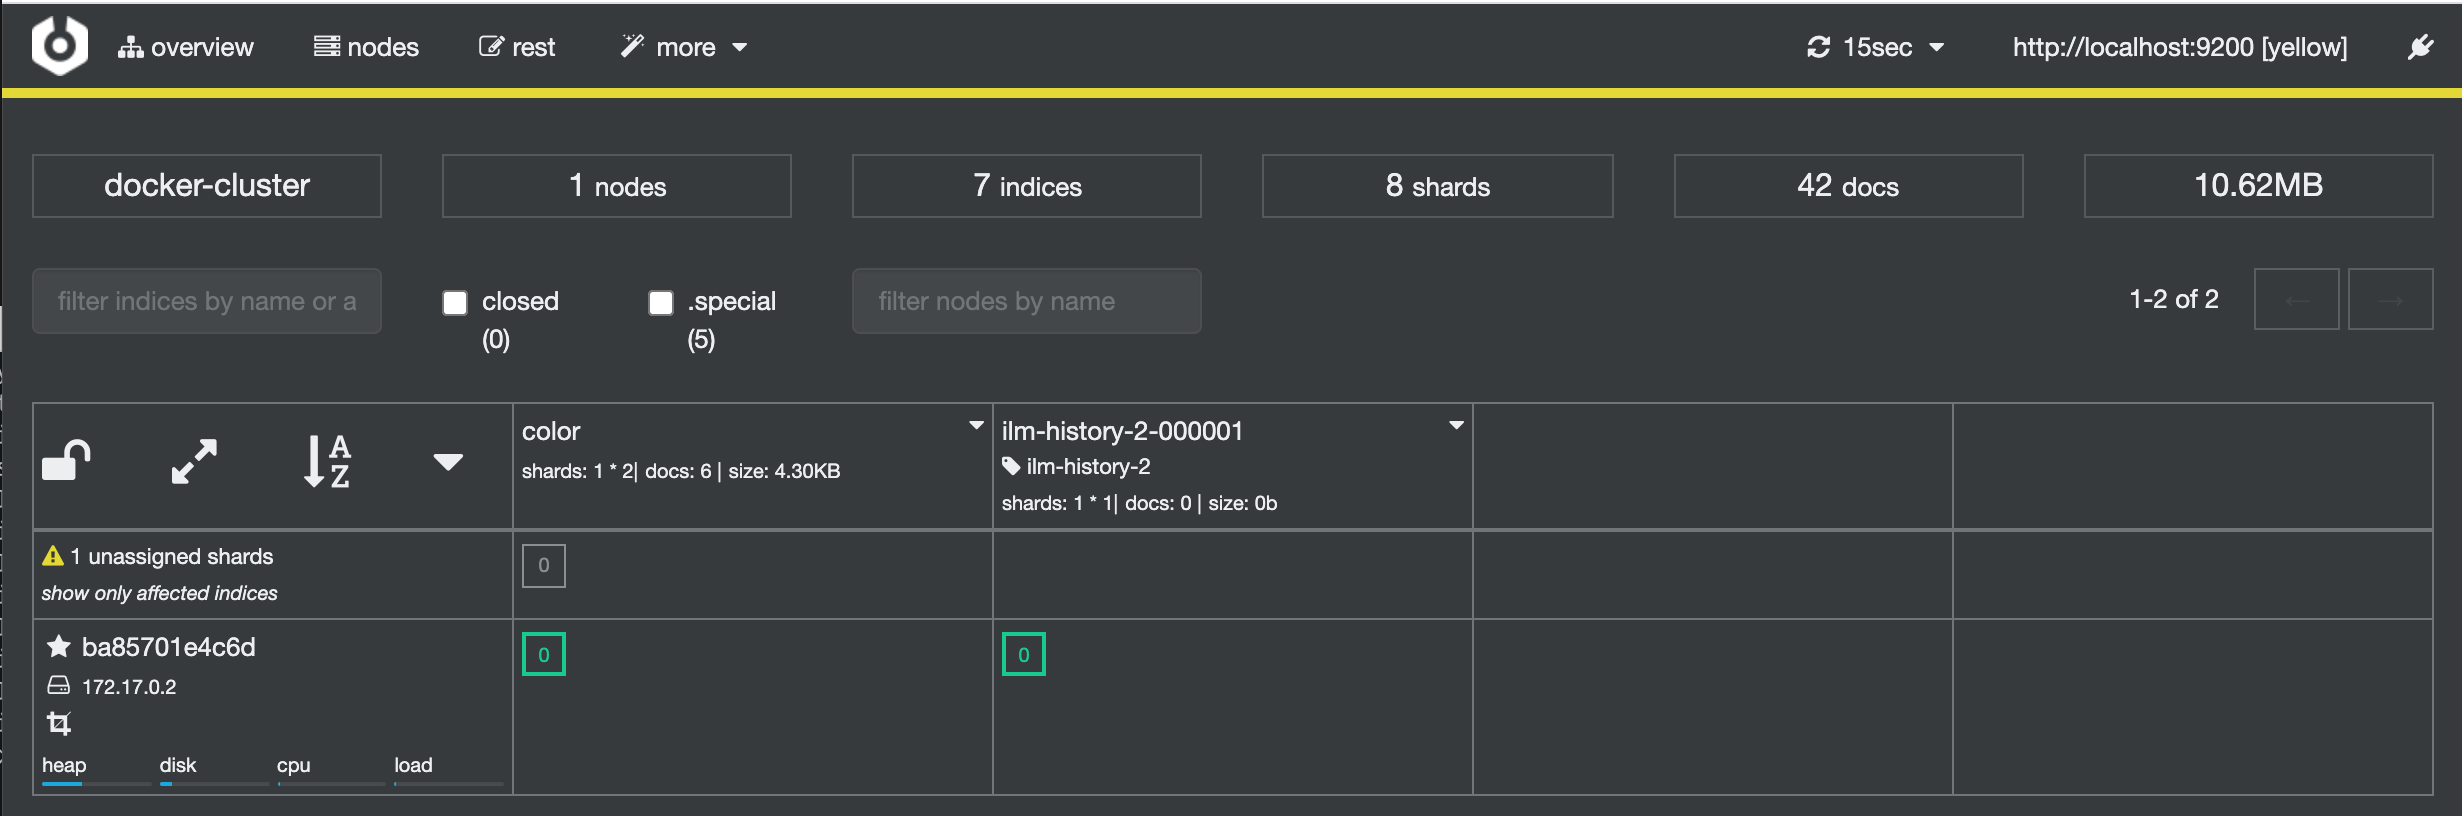 overview nodes rest more 15sec http://localhost:9200 [yellow]
docker-cluster 1 nodes 7 indices 8 shards 42 docs 10.62MB
filter indices by name or a closed (0) .special (5) filter nodes by name 1-2 of 2 ← →
A
Z
color
shards: 1 * 2| docs: 6 | size: 4.30KB
ilm-history-2-000001
ilm-history-2
shards: 1 * 1| docs: 0 | size: 0b
1 unassigned shards
show only affected indices
0
ba85701e4c6d
172.17.0.2
heap disk cpu load
0
0